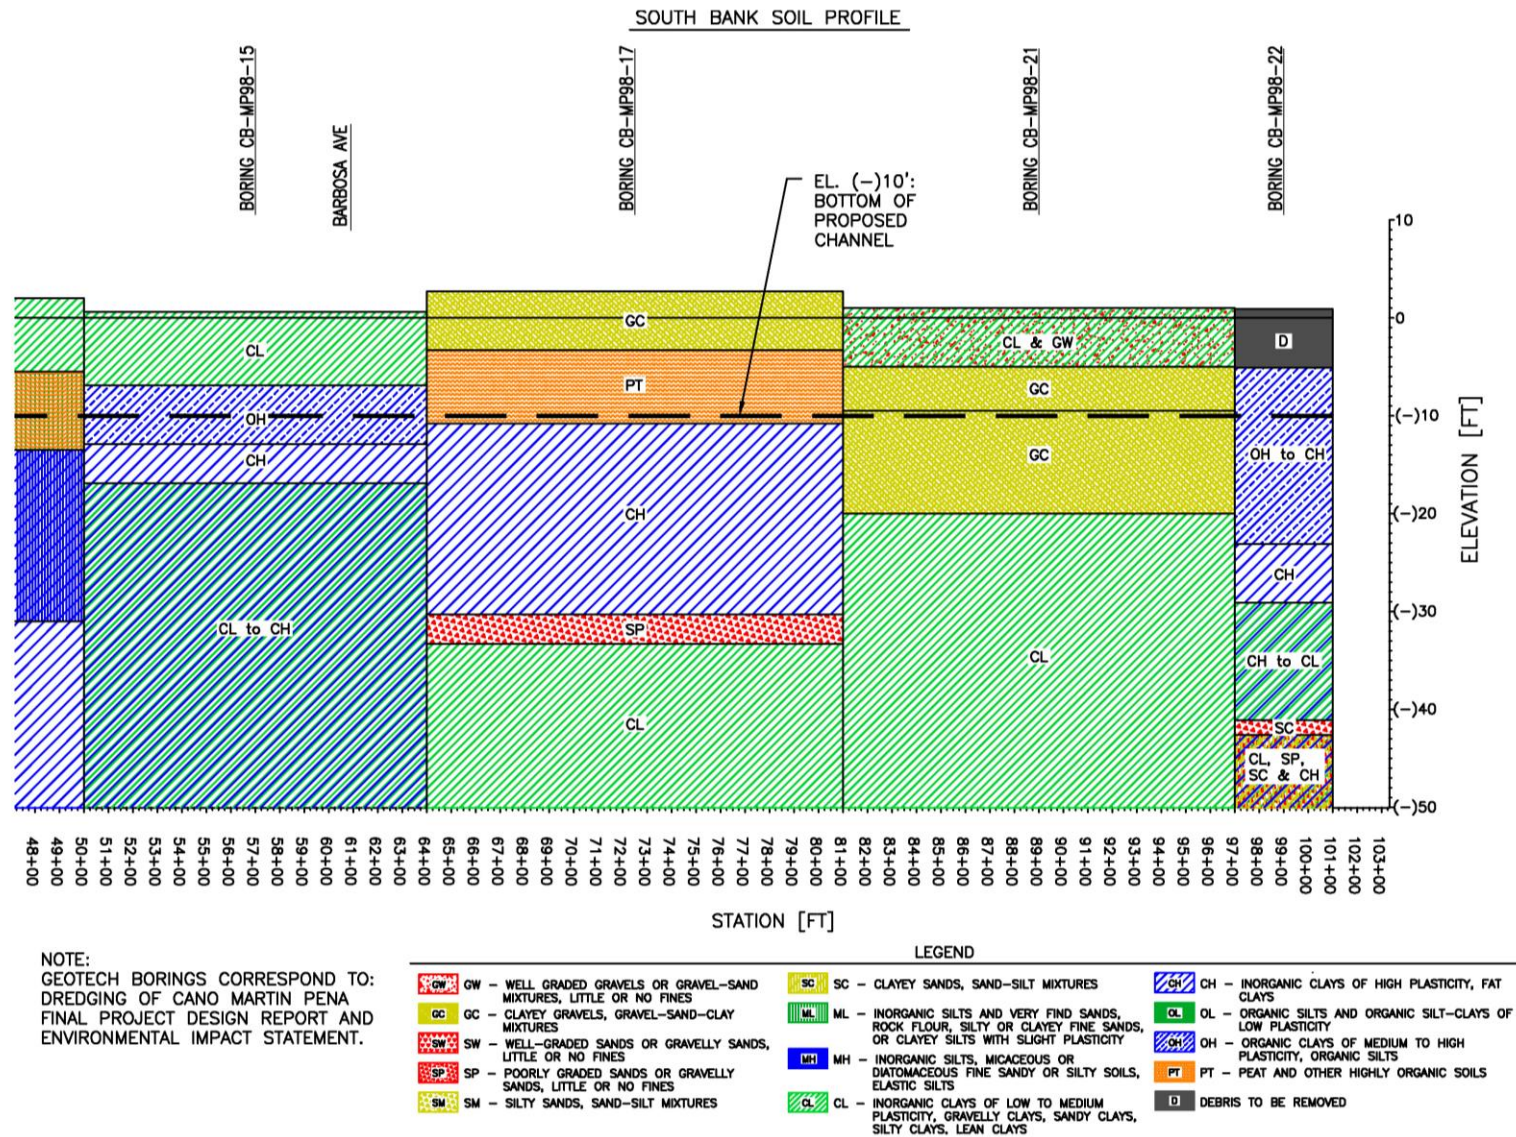 SOUTH BANK SOIL PROFILE
BORING CB-MP98-15
BARBOSA AVE
BORING CB-MP98-17
BORING CB-MP98-21
BORING CB-MP98-22
EL. (-)10':
BOTTOM OF
PROPOSED
CHANNEL
CL
OH
CH
CL to CH
GC
PT
CH
SP
CL
CL & GW
GC
GC
CL
D
OH to CH
CH
CH to CL
SC
CL, SP,
SC & CH
10
0
(-)10
(-)20
(-)30
(-)40
(-)50
ELEVATION [FT]
48+00
49+00
50+00
51+00
52+00
53+00
54+00
55+00
56+00
57+00
58+00
59+00
60+00
61+00
62+00
63+00
64+00
65+00
66+00
67+00
68+00
69+00
70+00
71+00
72+00
73+00
74+00
75+00
76+00
77+00
78+00
79+00
80+00
81+00
82+00
83+00
84+00
85+00
86+00
87+00
88+00
89+00
90+00
91+00
92+00
93+00
94+00
95+00
96+00
97+00
98+00
99+00
100+00
101+00
102+00
103+00
STATION [FT]
NOTE:
GEOTECH BORINGS CORRESPOND TO:
DREDGING OF CANO MARTIN PENA
FINAL PROJECT DESIGN REPORT AND
ENVIRONMENTAL IMPACT STATEMENT.
LEGEND
GW GW - WELL GRADED GRAVELS OR GRAVEL-SAND
MIXTURES, LITTLE OR NO FINES
GC GC - CLAYEY GRAVELS, GRAVEL-SAND-CLAY
MIXTURES
SW SW - WELL-GRADED SANDS OR GRAVELLY SANDS,
LITTLE OR NO FINES
SP SP - POORLY GRADED SANDS OR GRAVELLY
SANDS, LITTLE OR NO FINES
SM SM - SILTY SANDS, SAND-SILT MIXTURES
SC SC - CLAYEY SANDS, SAND-SILT MIXTURES
ML ML - INORGANIC SILTS AND VERY FIND SANDS,
ROCK FLOUR, SILTY OR CLAYEY FINE SANDS,
OR CLAYEY SILTS WITH SLIGHT PLASTICITY
MH MH - INORGANIC SILTS, MICACEOUS OR
DIATOMACEOUS FINE SANDY OR SILTY SOILS,
ELASTIC SILTS
CL CL - INORGANIC CLAYS OF LOW TO MEDIUM
PLASTICITY, GRAVELLY CLAYS, SANDY CLAYS,
SILTY CLAYS, LEAN CLAYS
CH CH - INORGANIC CLAYS OF HIGH PLASTICITY, FAT
CLAYS
OL OL - ORGANIC SILTS AND ORGANIC SILT-CLAYS OF
LOW PLASTICITY
OH OH - ORGANIC CLAYS OF MEDIUM TO HIGH
PLASTICITY, ORGANIC SILTS
PT PT - PEAT AND OTHER HIGHLY ORGANIC SOILS
D DEBRIS TO BE REMOVED